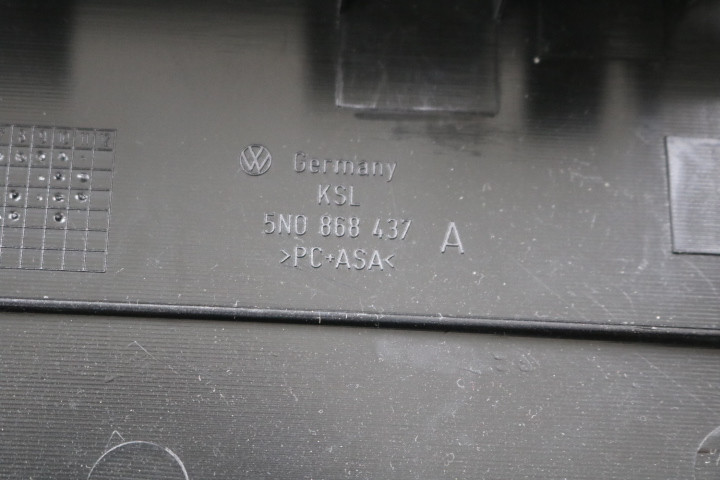 Germany
KSL
5N0 868 437 A
>PC+ASA<